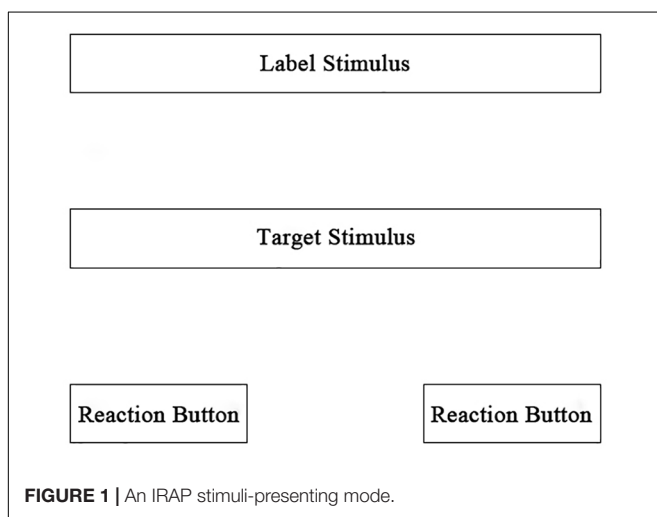 Label Stimulus
Target Stimulus
Reaction Button Reaction Button
FIGURE 1 | An IRAP stimuli-presenting mode.